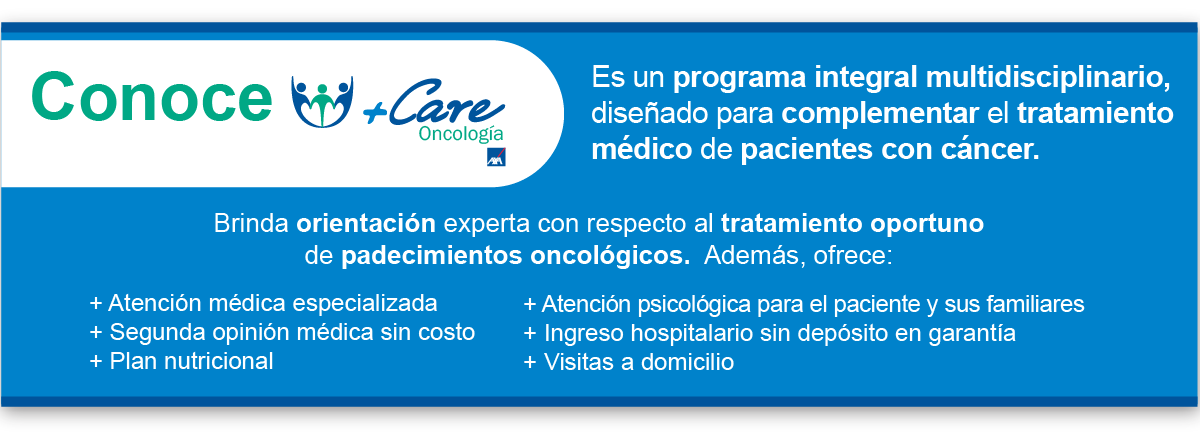 Conoce +Care
Oncología
AXA
Es un programa integral multidisciplinario,
diseñado para complementar el tratamiento
médico de pacientes con cáncer.
Brinda orientación experta con respecto al tratamiento oportuno
de padecimientos oncológicos. Además, ofrece:
+ Atención médica especializada
+ Segunda opinión médica sin costo
+ Plan nutricional
+ Atención psicológica para el paciente y sus familiares
+ Ingreso hospitalario sin depósito en garantía
+ Visitas a domicilio